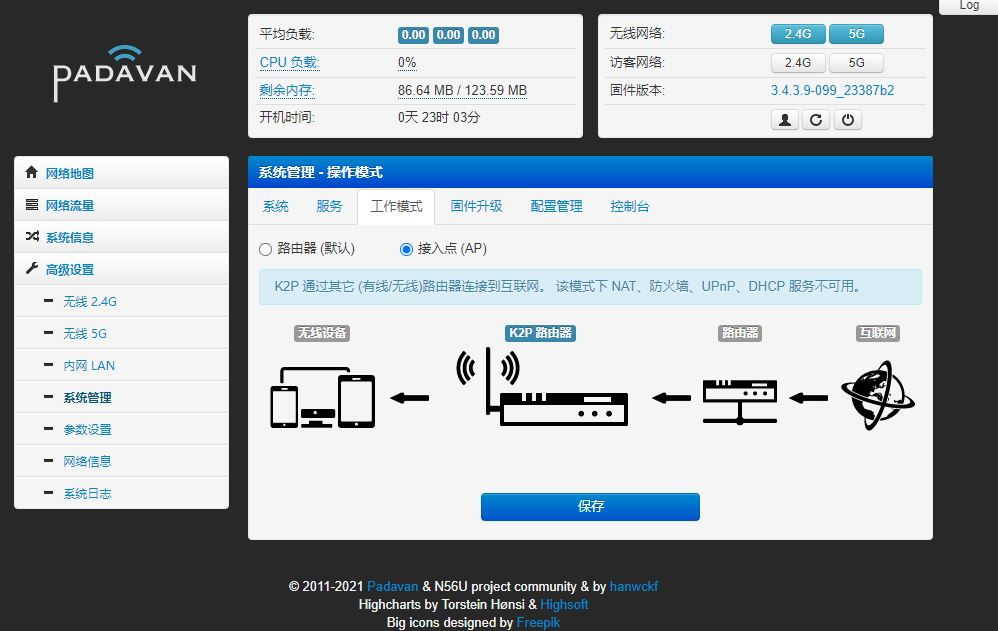 Log
PADAVAN
平均负载: 0.00 0.00 0.00
CPU 负载: 0%
剩余内存: 86.64 MB / 123.59 MB
开机时间: 0天 23时 03分
无线网络: 2.4G 5G
访客网络: 2.4G 5G
固件版本: 3.4.3.9-099_23387b2
网络地图
网络流量
系统信息
高级设置
无线 2.4G
无线 5G
内网 LAN
系统管理
参数设置
网络信息
系统日志
系统管理 - 操作模式
系统 服务 工作模式 固件升级 配置管理 控制台
路由器 (默认) 接入点 (AP)
K2P 通过其它 (有线/无线)路由器连接到互联网。 该模式下 NAT、防火墙、UPnP、DHCP 服务不可用。
无线设备 K2P 路由器 路由器 互联网
保存
© 2011-2021 Padavan & N56U project community & by hanwckf
Highcharts by Torstein Hønsi & Highsoft
Big icons designed by Freepik